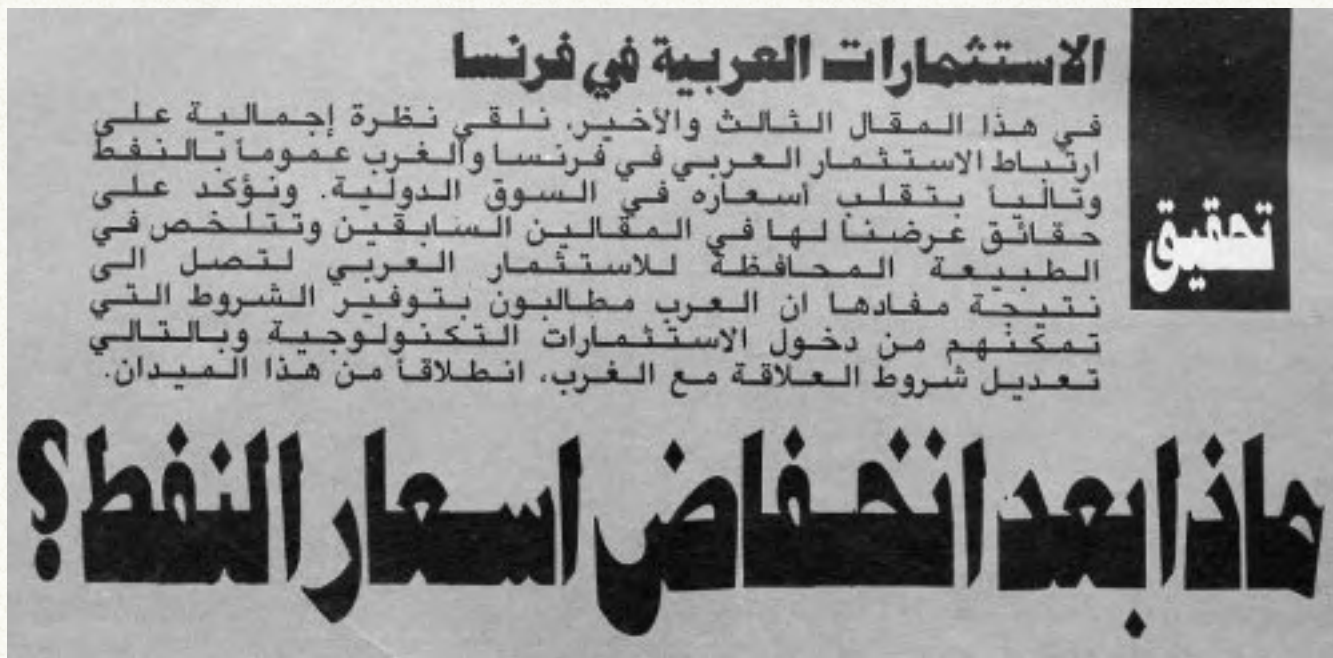 الاستثمارات العربية في فرنسا
في هذا المقال الثالث والأخير، نلقي نظرة إجمالية على
ارتباط الاستثمار العربي في فرنسا والغرب عموماً بالنفط
وتالياً بتقلب أسعاره في السوق الدولية. ونؤكد على
حقائق عرضنا لها في المقالين السابقين وتتلخص في
الطبيعة المحافظة للاستثمار العربي لتصل الى
نتيجة مفادها ان العرب مطالبون بتوفير الشروط التي
تمكنهم من دخول الاستثمارات التكنولوجية وبالتالي
تعديل شروط العلاقة مع الغرب، انطلاقاً من هذا الميدان.
تحقيق
ماذا بعد انخفاض اسعار النفط؟